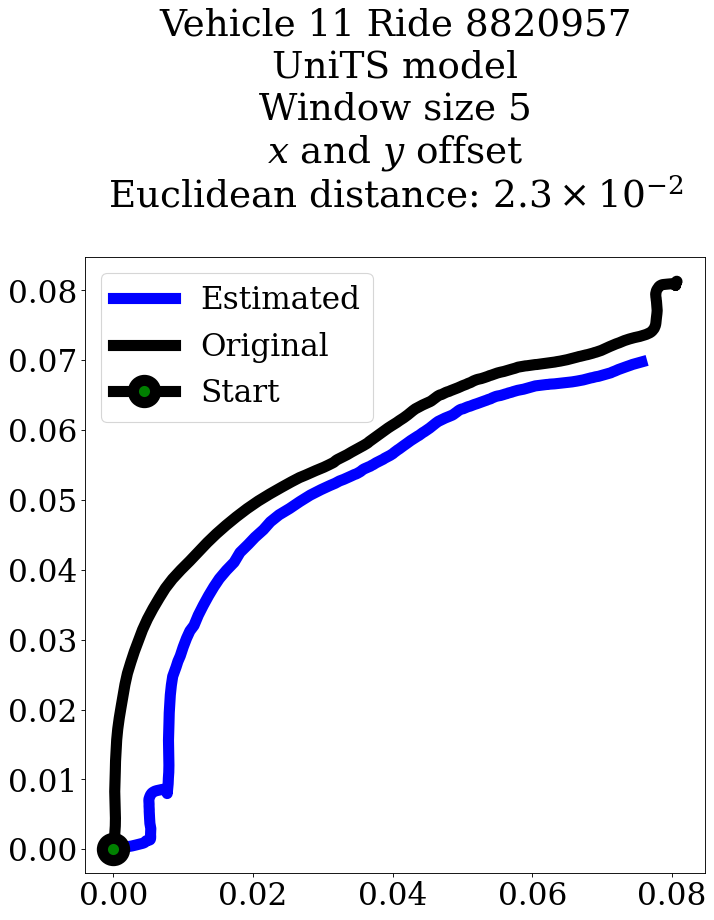 Vehicle 11 Ride 8820957
UniTS model
Window size 5
x and y offset
Euclidean distance: 2.3 × 10⁻²
Estimated
Original
Start
0.08
0.07
0.06
0.05
0.04
0.03
0.02
0.01
0.00
0.00 0.02 0.04 0.06 0.08